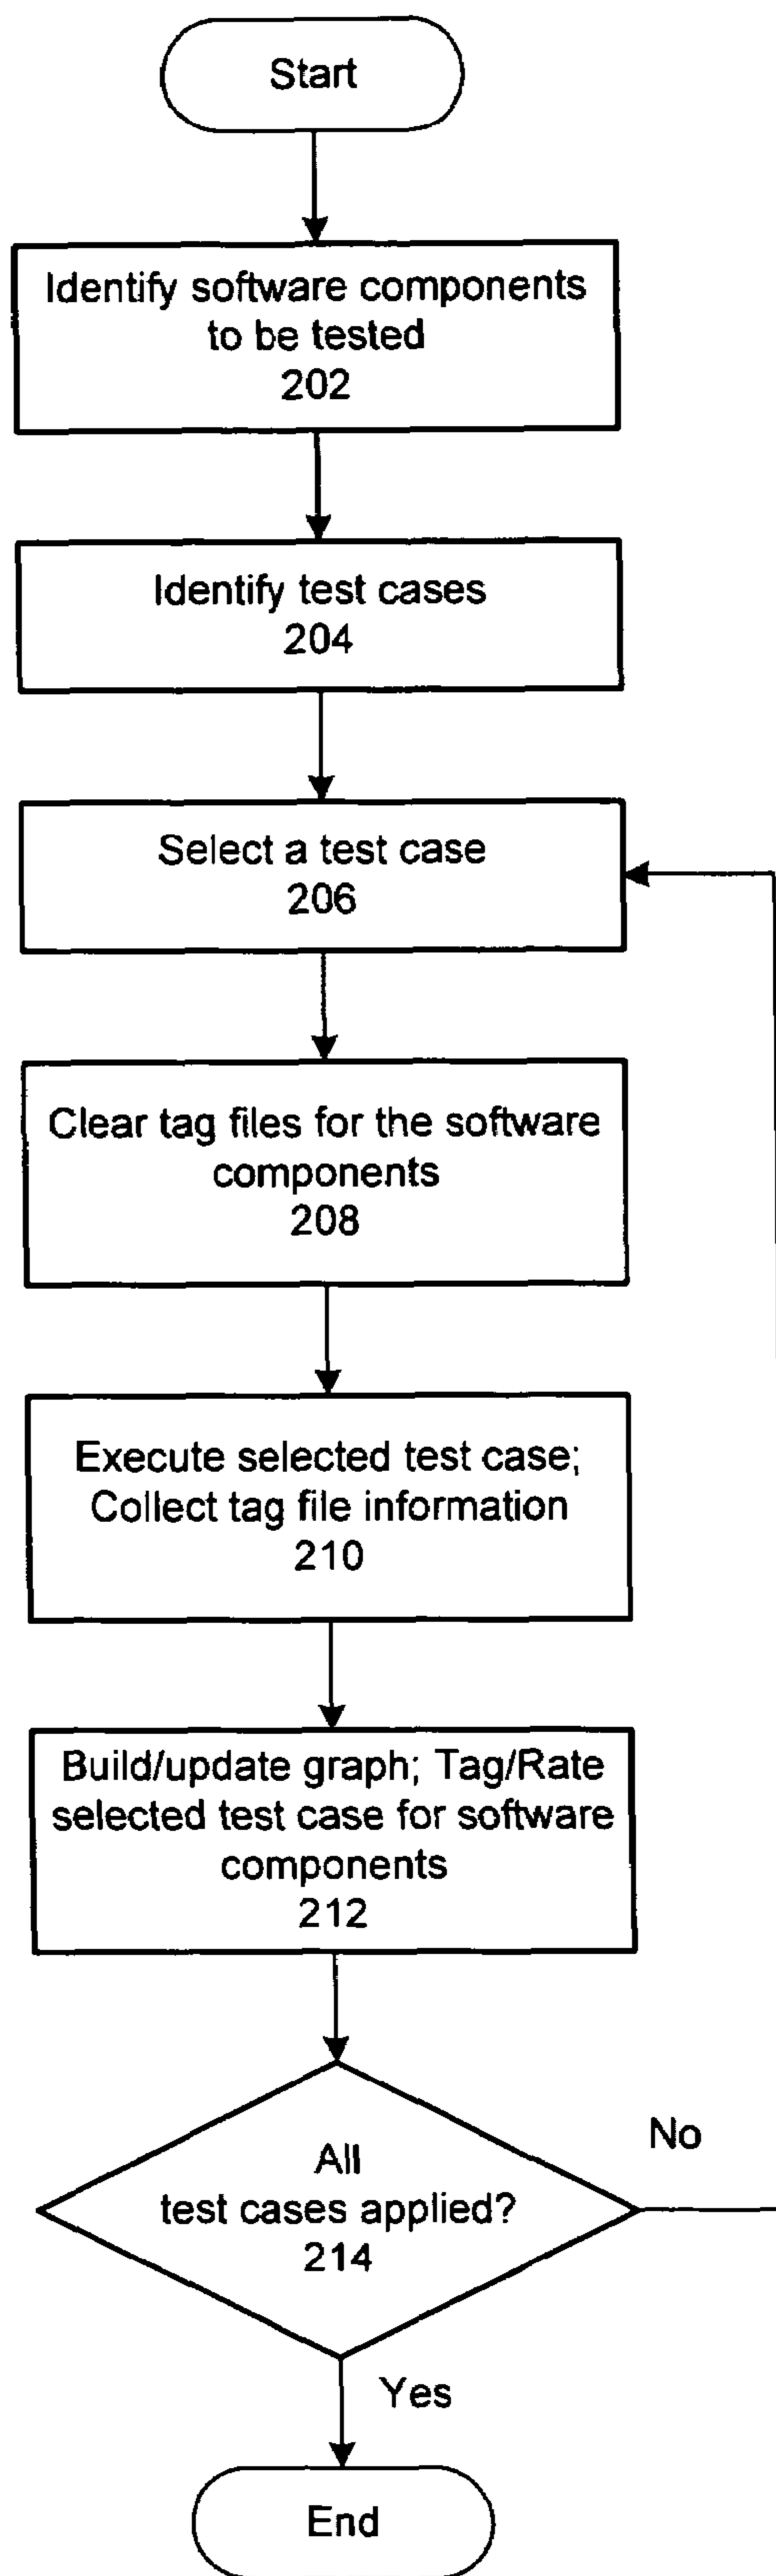 Start
Identify software components
to be tested
202
Identify test cases
204
Select a test case
206
Clear tag files for the software
components
208
Execute selected test case;
Collect tag file information
210
Build/update graph; Tag/Rate
selected test case for software
components
212
All
test cases applied?
214
No
Yes
End